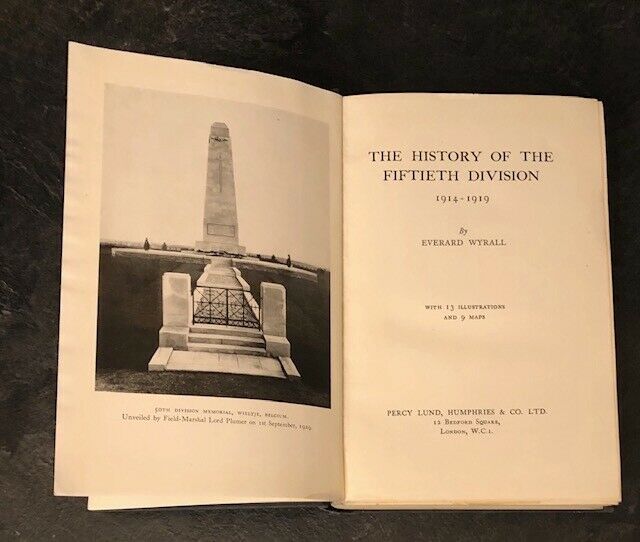 50TH DIVISION MEMORIAL, WIELTJE, BELGIUM.
Unveiled by Field-Marshal Lord Plumer on 1st September, 1929.
THE HISTORY OF THE
FIFTIETH DIVISION
1914-1919
By
EVERARD WYRALL
WITH 13 ILLUSTRATIONS
AND 9 MAPS
PERCY LUND, HUMPHRIES & CO. LTD.
12 BEDFORD SQUARE,
LONDON, W.C.1.